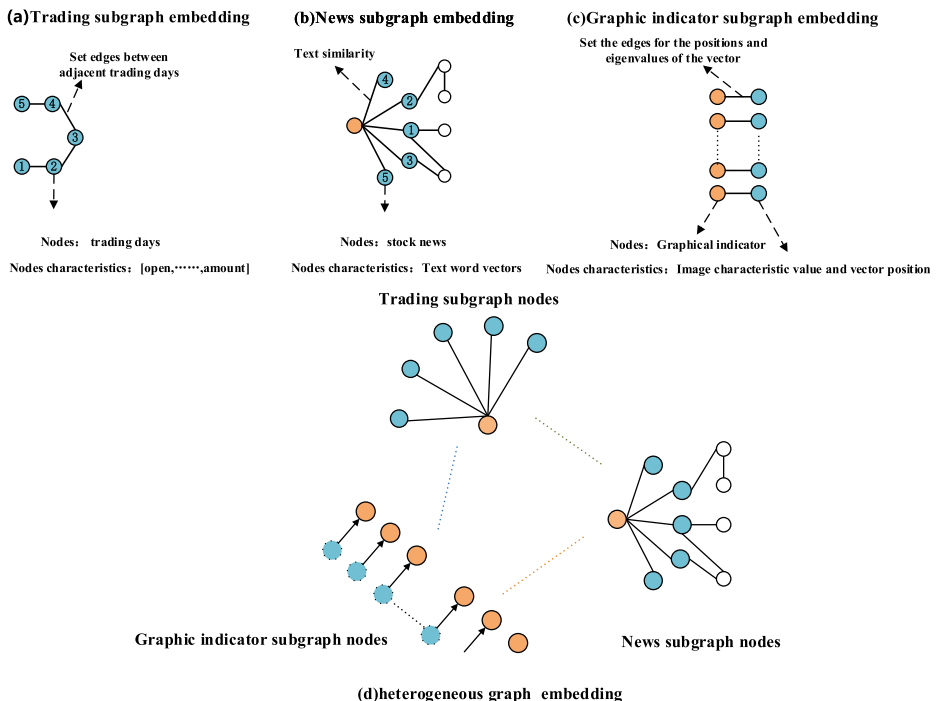 (a)Trading subgraph embedding
Set edges between
adjacent trading days
5
4
3
1
2
Nodes： trading days
Nodes characteristics：[open,……,amount]
(b)News subgraph embedding
Text similarity
4
2
1
3
5
Nodes：stock news
Nodes characteristics：Text word vectors
(c)Graphic indicator subgraph embedding
Set the edges for the positions and
eigenvalues of the vector
Nodes：Graphical indicator
Nodes characteristics：Image characteristic value and vector position
Trading subgraph nodes
Graphic indicator subgraph nodes
News subgraph nodes
(d)heterogeneous graph embedding